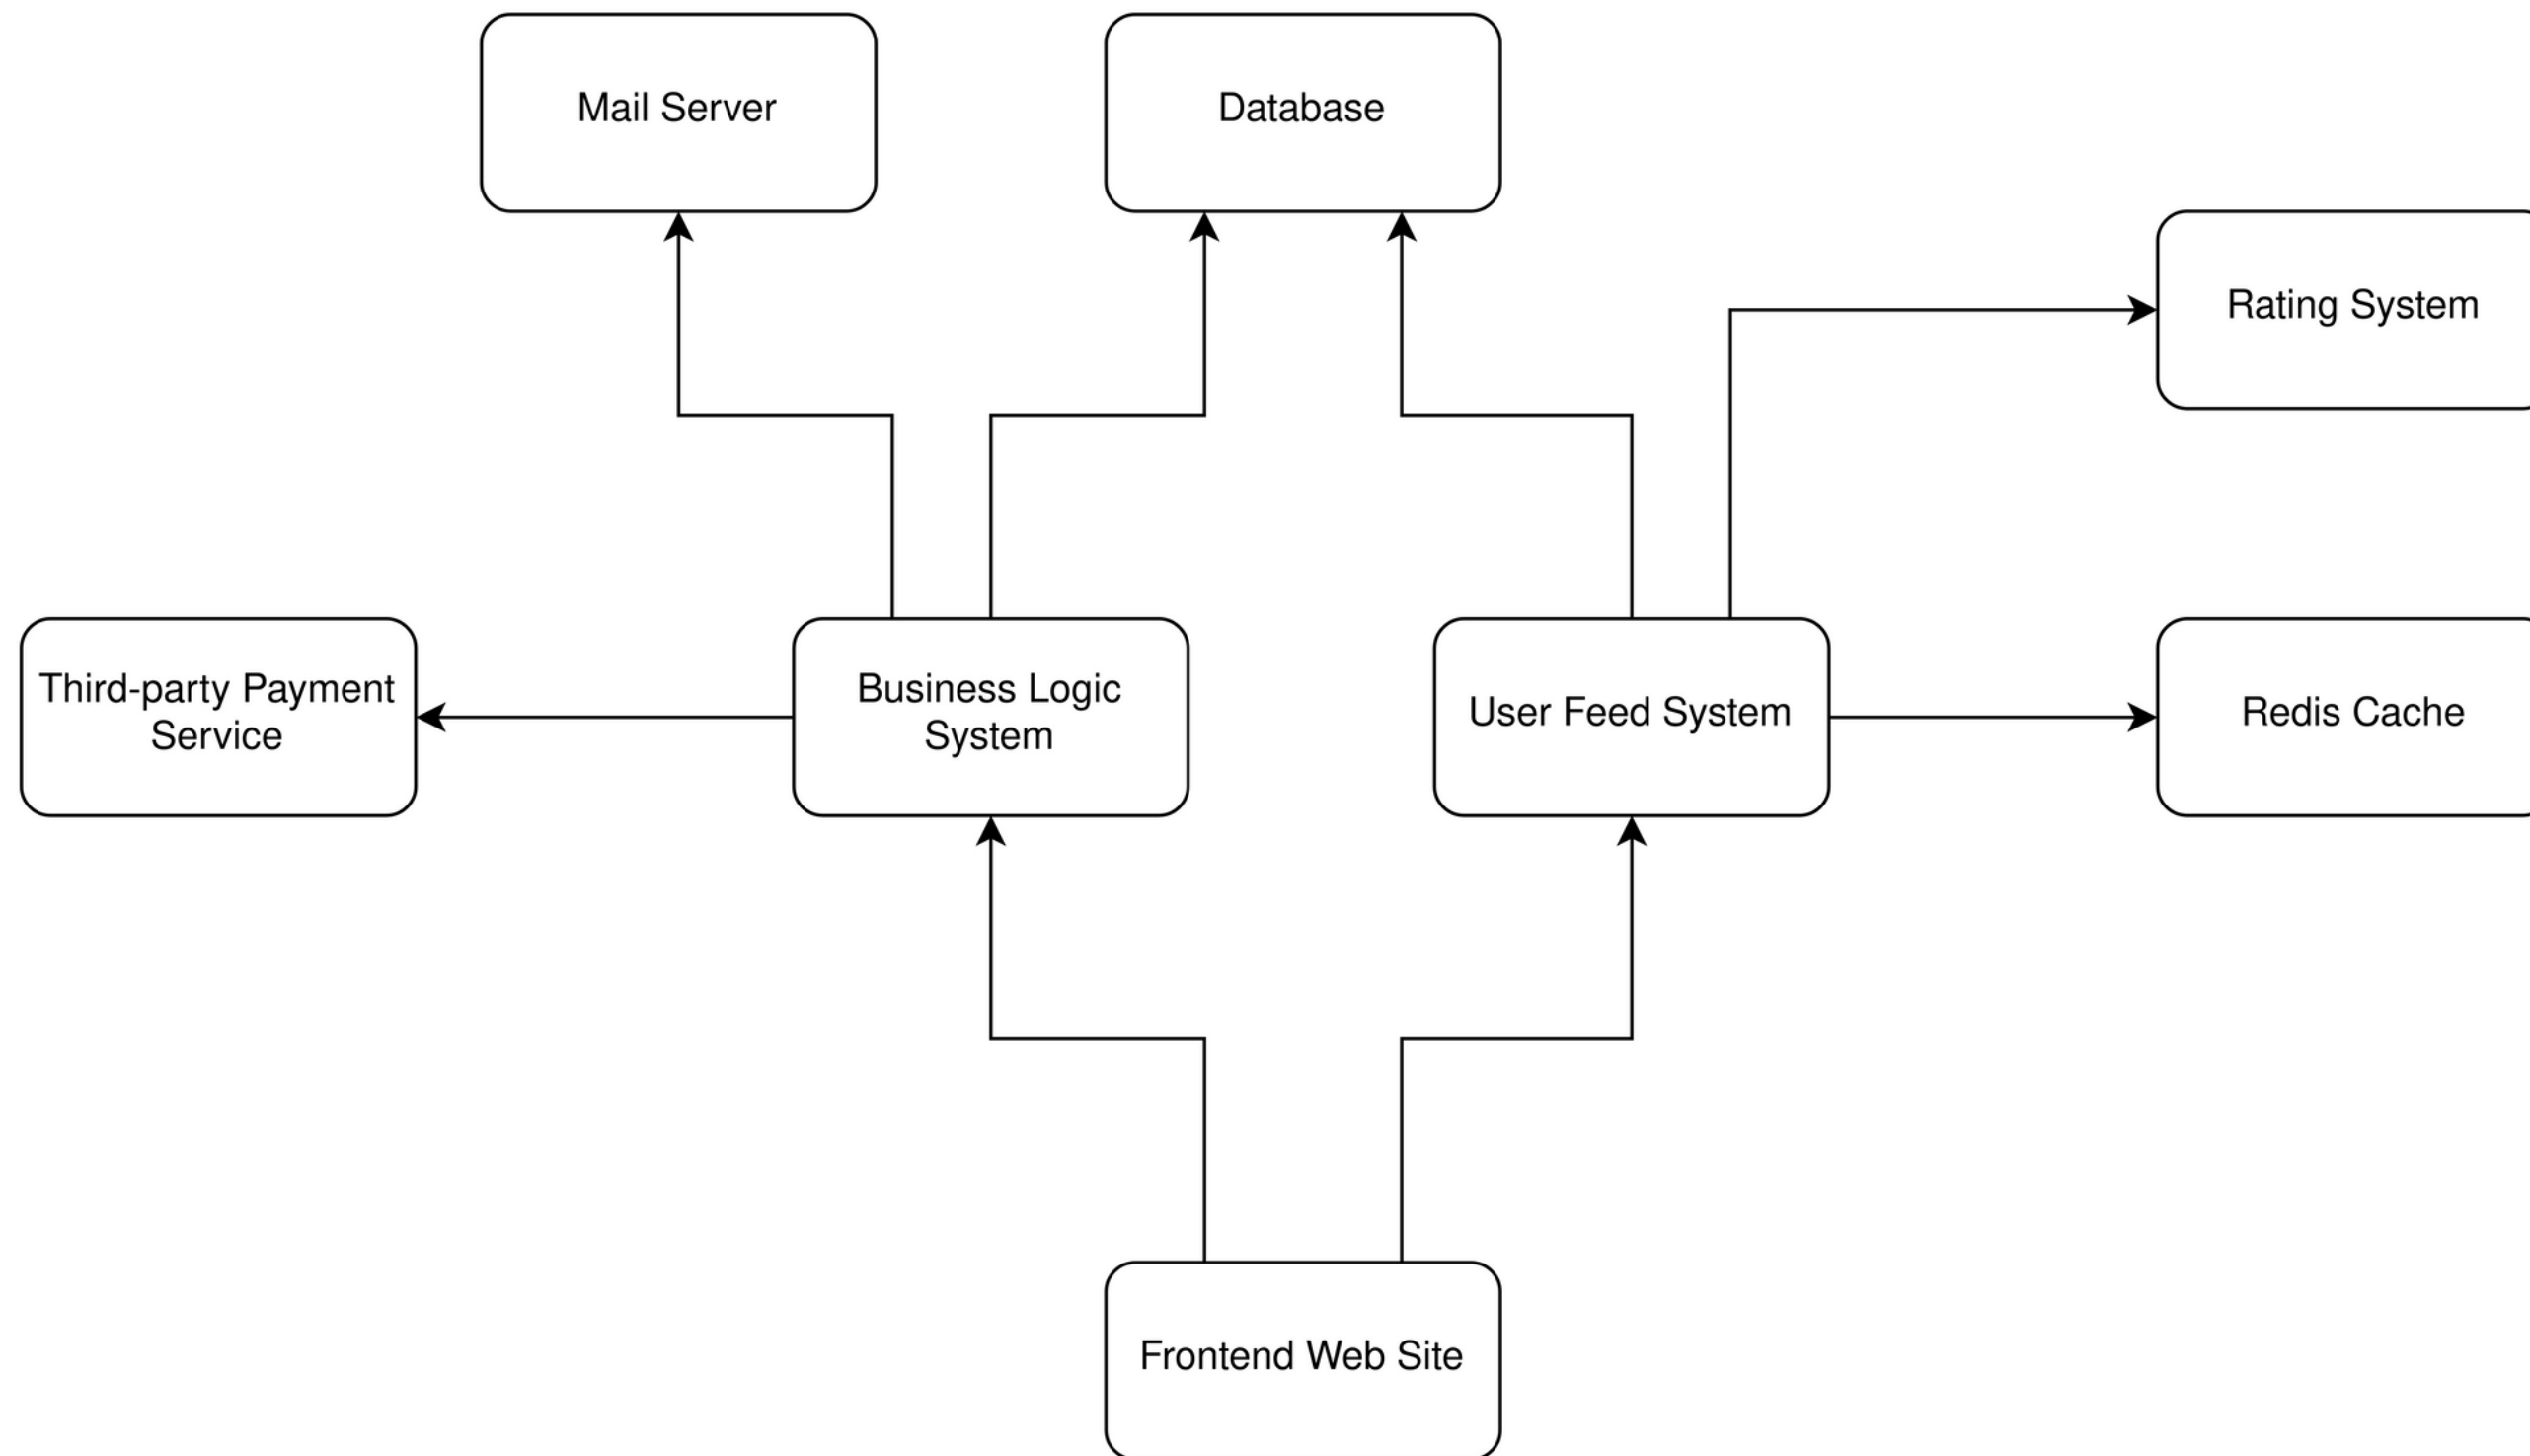 Mail Server
Database
Rating System
Third-party Payment
Service
Business Logic
System
User Feed System
Redis Cache
Frontend Web Site